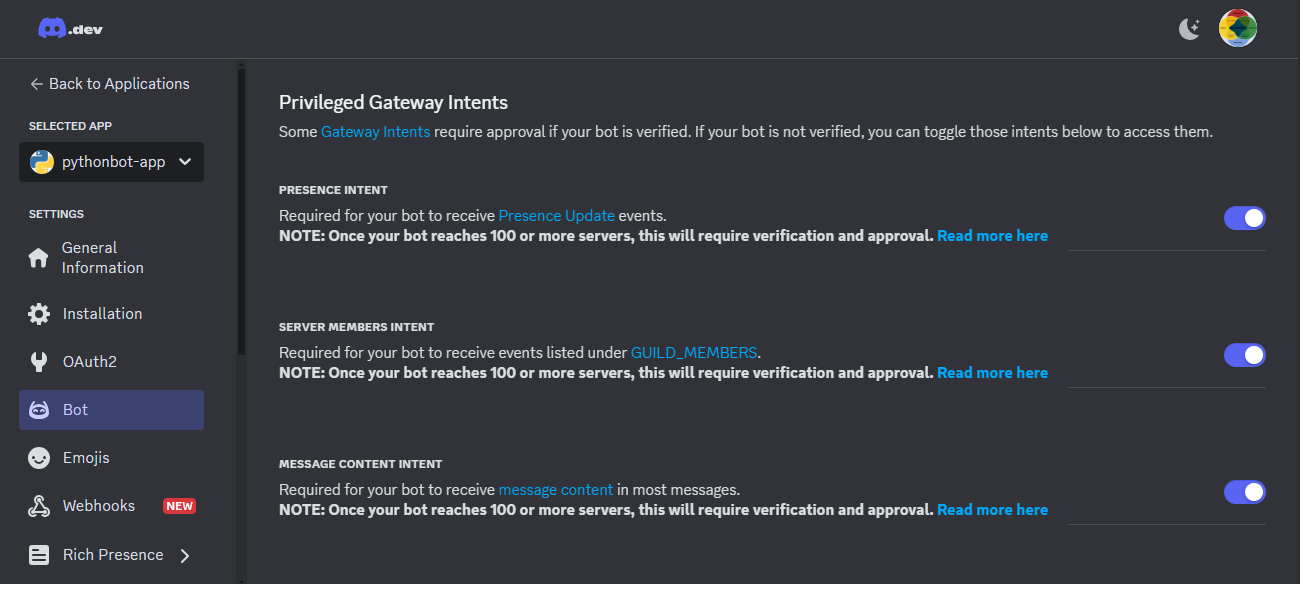 .dev
Back to Applications
SELECTED APP
pythonbot-app
SETTINGS
General
Information
Installation
OAuth2
Bot
Emojis
Webhooks NEW
Rich Presence
Privileged Gateway Intents
Some Gateway Intents require approval if your bot is verified. If your bot is not verified, you can toggle those intents below to access them.
PRESENCE INTENT
Required for your bot to receive Presence Update events.
NOTE: Once your bot reaches 100 or more servers, this will require verification and approval. Read more here
SERVER MEMBERS INTENT
Required for your bot to receive events listed under GUILD_MEMBERS.
NOTE: Once your bot reaches 100 or more servers, this will require verification and approval. Read more here
MESSAGE CONTENT INTENT
Required for your bot to receive message content in most messages.
NOTE: Once your bot reaches 100 or more servers, this will require verification and approval. Read more here